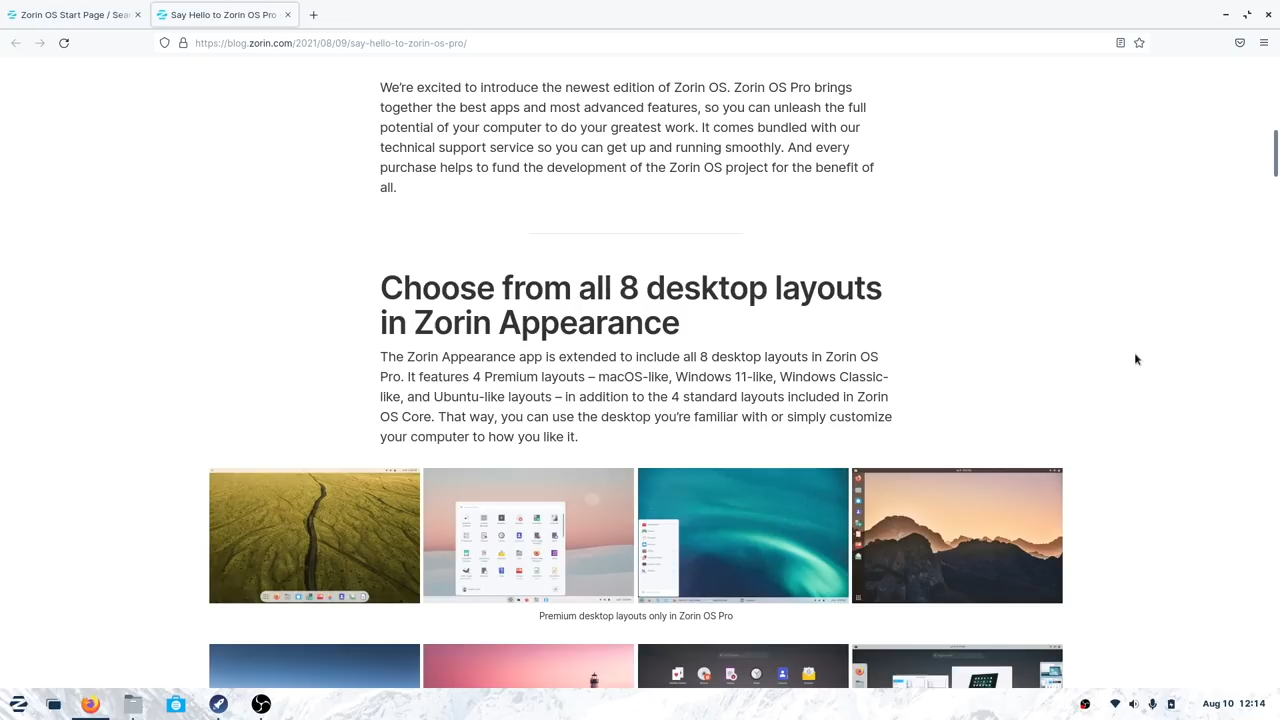 Zorin OS Start Page / Sea
Say Hello to Zorin OS Pro
https://blog.zorin.com/2021/08/09/say-hello-to-zorin-os-pro/
We’re excited to introduce the newest edition of Zorin OS. Zorin OS Pro brings
together the best apps and most advanced features, so you can unleash the full
potential of your computer to do your greatest work. It comes bundled with our
technical support service so you can get up and running smoothly. And every
purchase helps to fund the development of the Zorin OS project for the benefit of
all.
Choose from all 8 desktop layouts
in Zorin Appearance
The Zorin Appearance app is extended to include all 8 desktop layouts in Zorin OS
Pro. It features 4 Premium layouts – macOS-like, Windows 11-like, Windows Classic-
like, and Ubuntu-like layouts – in addition to the 4 standard layouts included in Zorin
OS Core. That way, you can use the desktop you’re familiar with or simply customize
your computer to how you like it.
Premium desktop layouts only in Zorin OS Pro
Aug 10 12:14